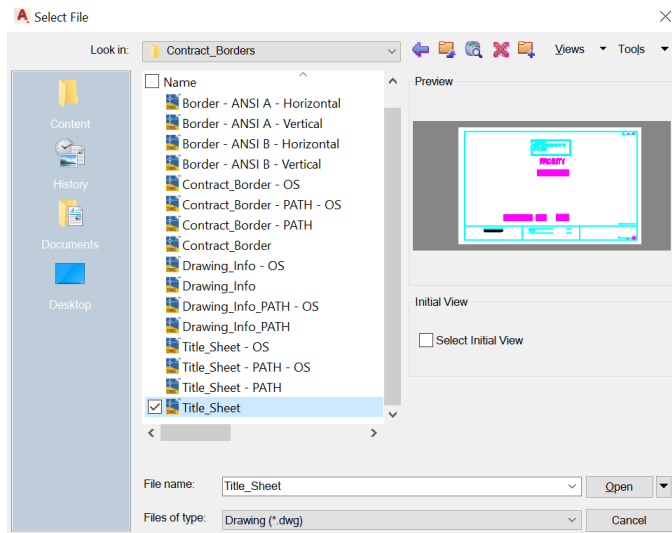 Select File
Look in:
Contract_Borders
Views
Tools
Content
History
Documents
Desktop
Name
Border - ANSI A - Horizontal
Border - ANSI A - Vertical
Border - ANSI B - Horizontal
Border - ANSI B - Vertical
Contract_Border - OS
Contract_Border - PATH - OS
Contract_Border - PATH
Contract_Border
Drawing_Info - OS
Drawing_Info
Drawing_Info_PATH - OS
Drawing_Info_PATH
Title_Sheet - OS
Title_Sheet - PATH - OS
Title_Sheet - PATH
Title_Sheet
Preview
FACILITY
Initial View
Select Initial View
File name:
Title_Sheet
Open
Files of type:
Drawing (*.dwg)
Cancel